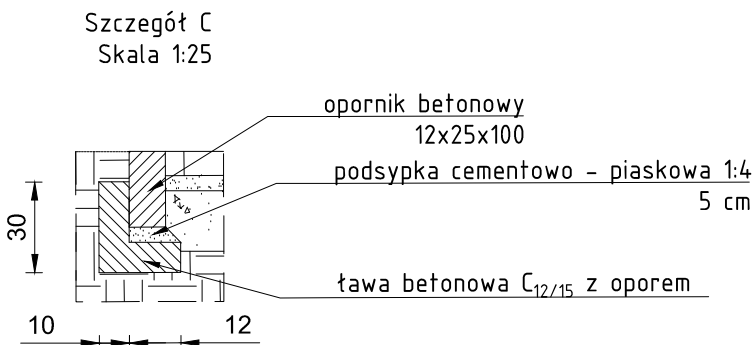 Szczegół C
Skala 1:25
opornik betonowy
12x25x100
podsypka cementowo - piaskowa 1:4
5 cm
30
ława betonowa C12/15 z oporem
10 12